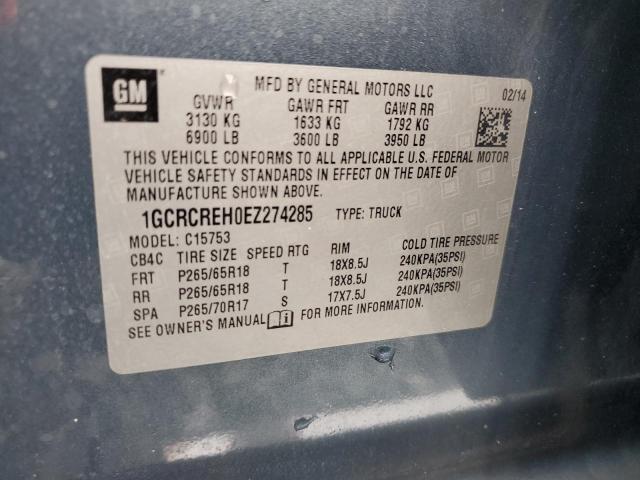 GM
MFD BY GENERAL MOTORS LLC
02/14
GVWR GAWR FRT GAWR RR
3130 KG 1633 KG 1792 KG
6900 LB 3600 LB 3950 LB
THIS VEHICLE CONFORMS TO ALL APPLICABLE U.S. FEDERAL MOTOR
VEHICLE SAFETY STANDARDS IN EFFECT ON THE DATE OF
MANUFACTURE SHOWN ABOVE.
1GCRCREH0EZ274285 TYPE: TRUCK
MODEL: C15753
CB4C TIRE SIZE SPEED RTG RIM COLD TIRE PRESSURE
FRT P265/65R18 T 18X8.5J 240KPA(35PSI)
RR P265/65R18 T 18X8.5J 240KPA(35PSI)
SPA P265/70R17 S 17X7.5J 240KPA(35PSI)
SEE OWNER'S MANUAL FOR MORE INFORMATION.